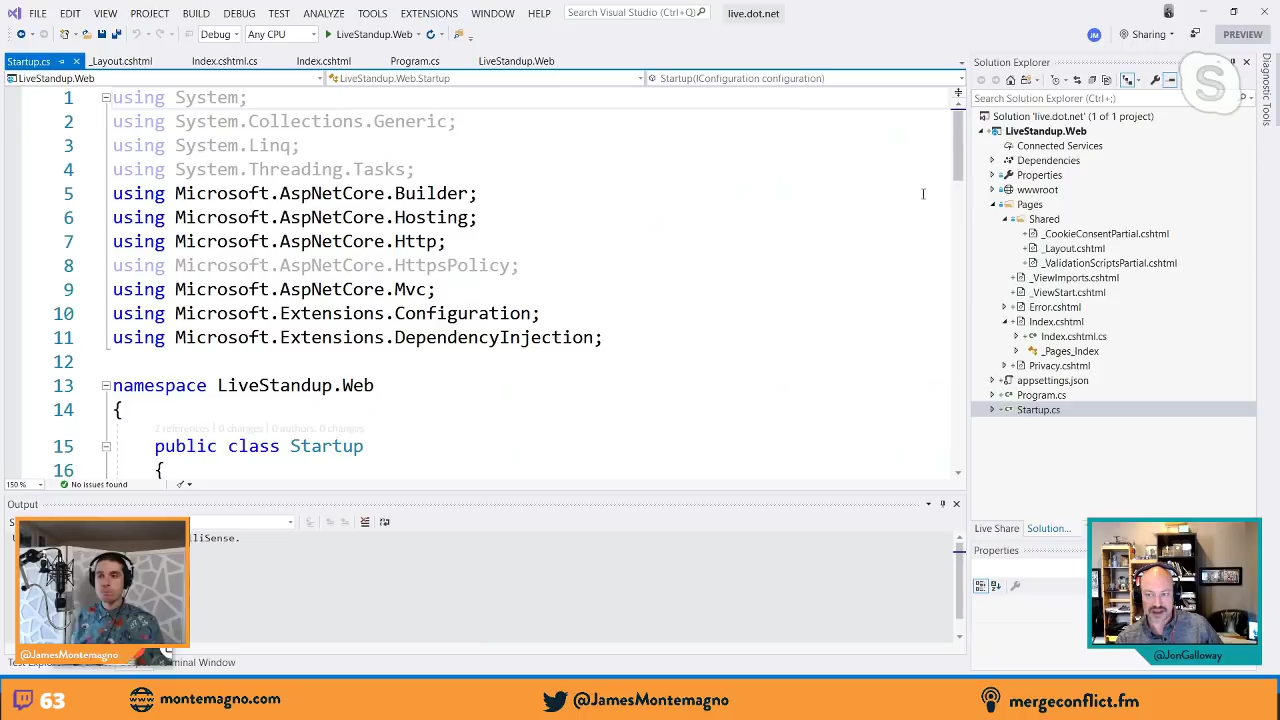 FILE EDIT VIEW PROJECT BUILD DEBUG TEST ANALYZE TOOLS EXTENSIONS WINDOW HELP Search Visual Studio (Ctrl+Q) live.dot.net
Debug Any CPU LiveStandup.Web JM Sharing PREVIEW
Startup.cs _Layout.cshtml Index.cshtml.cs Index.cshtml Program.cs LiveStandup.Web
LiveStandup.Web LiveStandup.Web.Startup Startup(IConfiguration configuration)
1 using System;
2 using System.Collections.Generic;
3 using System.Linq;
4 using System.Threading.Tasks;
5 using Microsoft.AspNetCore.Builder;
6 using Microsoft.AspNetCore.Hosting;
7 using Microsoft.AspNetCore.Http;
8 using Microsoft.AspNetCore.HttpsPolicy;
9 using Microsoft.AspNetCore.Mvc;
10 using Microsoft.Extensions.Configuration;
11 using Microsoft.Extensions.DependencyInjection;
12
13 namespace LiveStandup.Web
14 {
2 references | 0 changes | 0 authors, 0 changes
15 public class Startup
16 {
150 % No issues found
Output
lliSense.
Terminal Window
Solution Explorer
Search Solution Explorer (Ctrl+;)
Solution 'live.dot.net' (1 of 1 project)
LiveStandup.Web
Connected Services
Dependencies
Properties
wwwroot
Pages
Shared
_CookieConsentPartial.cshtml
_Layout.cshtml
_ValidationScriptsPartial.cshtml
_ViewImports.cshtml
_ViewStart.cshtml
Error.cshtml
Index.cshtml
Index.cshtml.cs
_Pages_Index
Privacy.cshtml
appsettings.json
Program.cs
Startup.cs
Live Share Solution...
Properties
Diagnostic Tools
S
@JamesMontemagno
@JonGalloway
63 montemagno.com @JamesMontemagno mergeconflict.fm